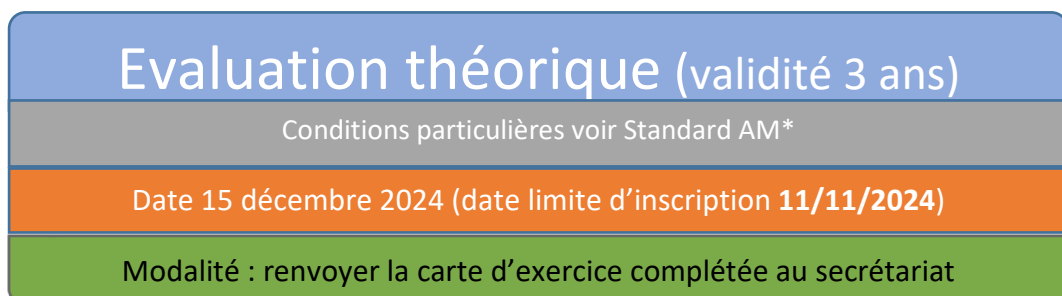 Evaluation théorique (validité 3 ans)
Conditions particulières voir Standard AM*
Date 15 décembre 2024 (date limite d’inscription 11/11/2024)
Modalité : renvoyer la carte d’exercice complétée au secrétariat